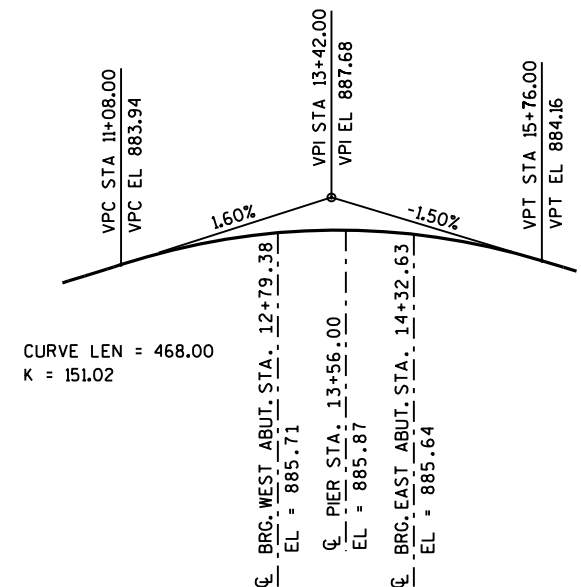 VPC STA 11+08.00
VPC EL 883.94
VPI STA 13+42.00
VPI EL 887.68
VPT STA 15+76.00
VPT EL 884.16
1.60%
-1.50%
CURVE LEN = 468.00
K = 151.02
℄ BRG. WEST ABUT. STA. 12+79.38
EL = 885.71
℄ PIER STA. 13+56.00
EL = 885.87
℄ BRG. EAST ABUT. STA. 14+32.63
EL = 885.64